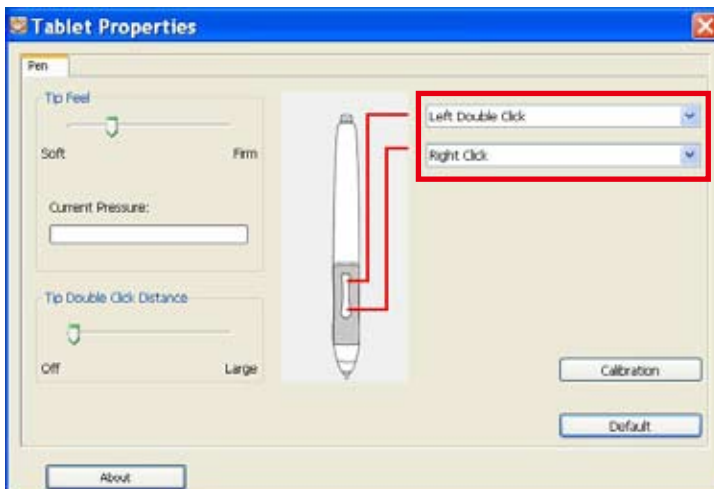 Tablet Properties
Pen
Tip Feel
Soft Firm
Current Pressure:
Left Double Click
Right Click
Tip Double Click Distance
Off Large
Calibration
Default
About